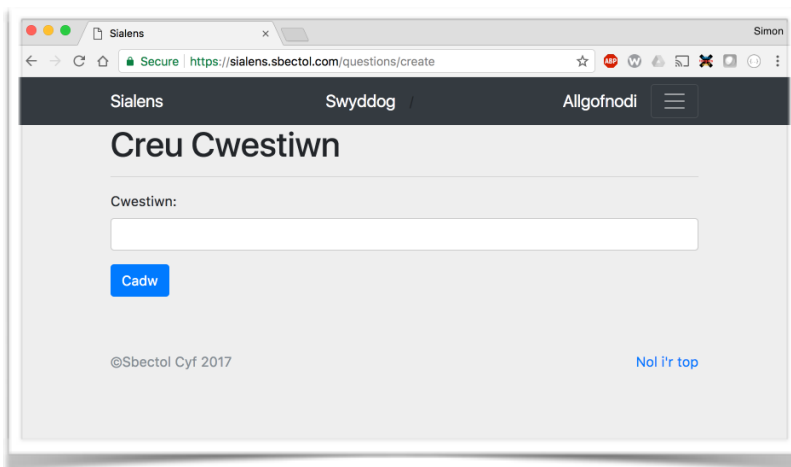 Sialens
Simon
Secure https://sialens.sbectol.com/questions/create
ABP
Sialens Swyddog / Allgofnodi
Creu Cwestiwn
Cwestiwn:
Cadw
©Sbectol Cyf 2017 Nol i'r top